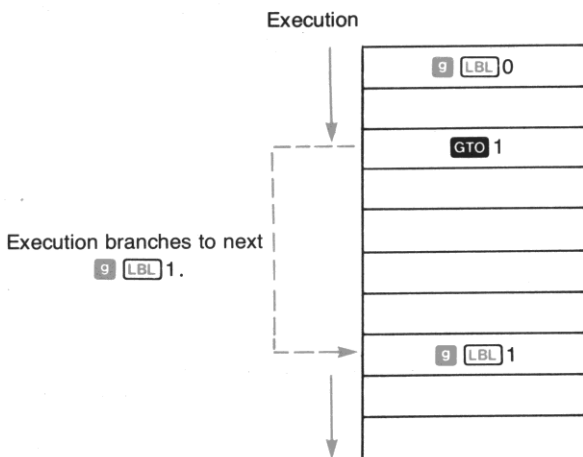 Execution
g LBL 0
GTO 1
Execution branches to next
g LBL 1.
g LBL 1